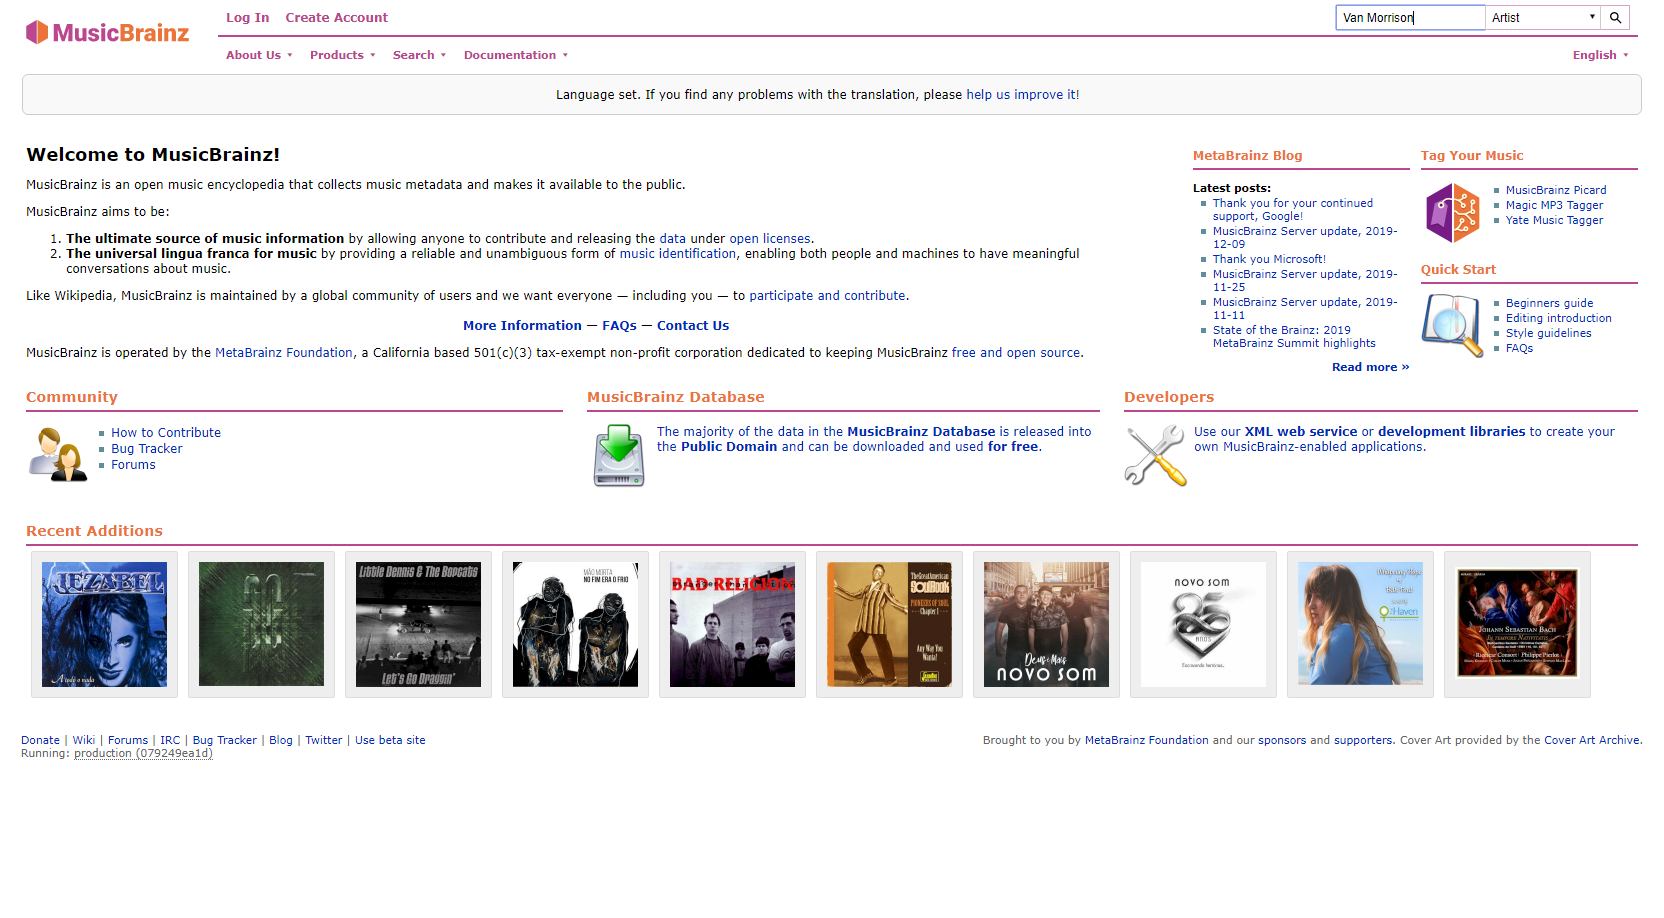 MusicBrainz
Log In Create Account
Van Morrison Artist
About Us Products Search Documentation English
Language set. If you find any problems with the translation, please help us improve it!
Welcome to MusicBrainz!
MusicBrainz is an open music encyclopedia that collects music metadata and makes it available to the public.
MusicBrainz aims to be:
1. The ultimate source of music information by allowing anyone to contribute and releasing the data under open licenses.
2. The universal lingua franca for music by providing a reliable and unambiguous form of music identification, enabling both people and machines to have meaningful
conversations about music.
Like Wikipedia, MusicBrainz is maintained by a global community of users and we want everyone — including you — to participate and contribute.
More Information — FAQs — Contact Us
MusicBrainz is operated by the MetaBrainz Foundation, a California based 501(c)(3) tax-exempt non-profit corporation dedicated to keeping MusicBrainz free and open source.
MetaBrainz Blog
Latest posts:
Thank you for your continued
support, Google!
MusicBrainz Server update, 2019-
12-09
Thank you Microsoft!
MusicBrainz Server update, 2019-
11-25
MusicBrainz Server update, 2019-
11-11
State of the Brainz: 2019
MetaBrainz Summit highlights
Read more »
Tag Your Music
MusicBrainz Picard
Magic MP3 Tagger
Yate Music Tagger
Quick Start
Beginners guide
Editing introduction
Style guidelines
FAQs
Community
How to Contribute
Bug Tracker
Forums
MusicBrainz Database
The majority of the data in the MusicBrainz Database is released into
the Public Domain and can be downloaded and used for free.
Developers
Use our XML web service or development libraries to create your
own MusicBrainz-enabled applications.
Recent Additions
JEZABEL
A todo o nada
Little Dennis & The Bopcats
Let's Go Draggin'
MÃO MORTA
NO FIM ERA O FRIO
BAD RELIGION
The Great American
SOULBOOK
PIONEERS OF SOUL
Chapter 1
Any Way You
Wanta!
Deus é Mais
NOVO SOM
NOVO SOM
25
ANOS
Whispering Hope
Haven
JOHANN SEBASTIAN BACH
IN TEMPORE NATIVITATIS
Ricercar Consort Philippe Pierlot
Donate | Wiki | Forums | IRC | Bug Tracker | Blog | Twitter | Use beta site
Running: production (079249ea1d)
Brought to you by MetaBrainz Foundation and our sponsors and supporters. Cover Art provided by the Cover Art Archive.